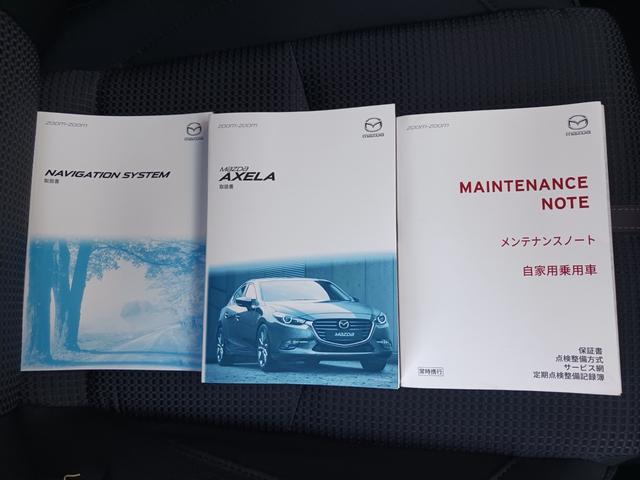 zoom-zoom
mazda
NAVIGATION SYSTEM
取扱書
zoom-zoom
mazda
mazda
AXELA
取扱書
mazda
zoom-zoom
mazda
MAINTENANCE
NOTE
メンテナンスノート
自家用乗用車
保証書
点検整備方式
サービス網
定期点検整備記録簿
常時携行